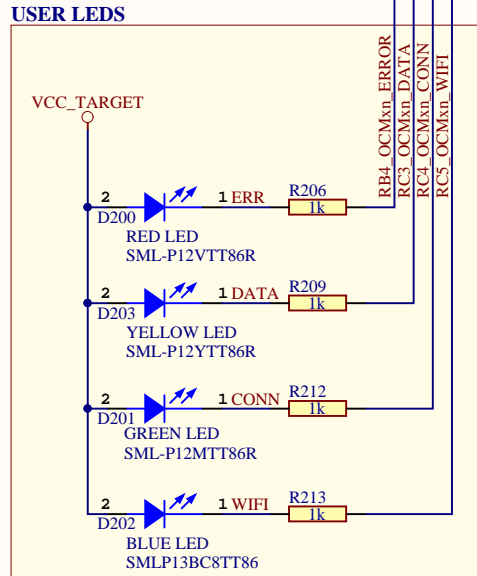 USER LEDS
RB4_OCMxn_ERROR
RC3_OCMxn_DATA
RC4_OCMxn_CONN
RC5_OCMxn_WIFI
VCC_TARGET
2 1 ERR R206
D200 1k
RED LED
SML-P12VTT86R
2 1 DATA R209
D203 1k
YELLOW LED
SML-P12YTT86R
2 1 CONN R212
D201 1k
GREEN LED
SML-P12MTT86R
2 1 WIFI R213
D202 1k
BLUE LED
SMLP13BC8TT86